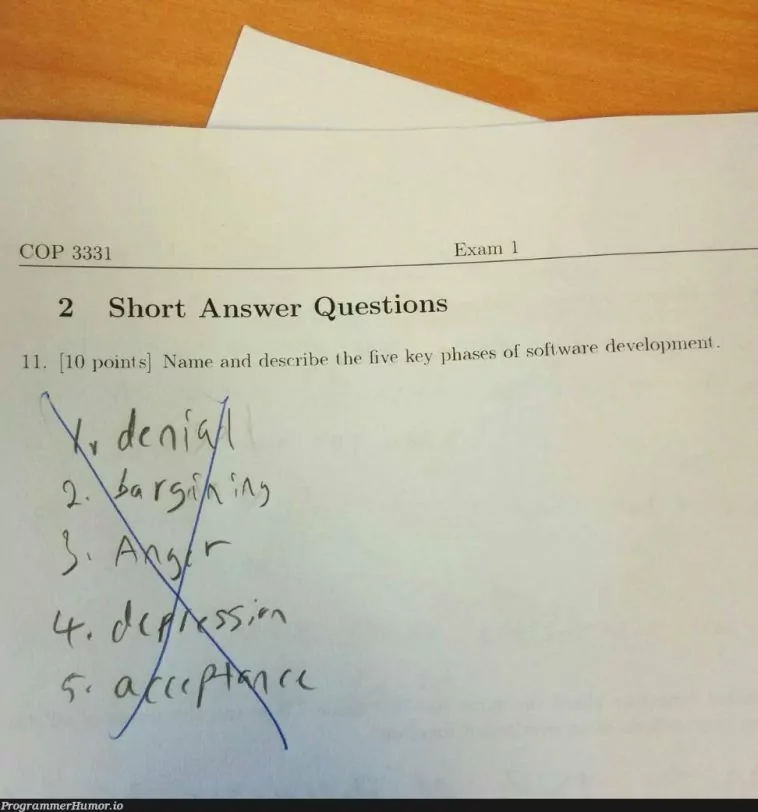 COP 3331 Exam 1
2 Short Answer Questions
11. [10 points] Name and describe the five key phases of software development.
1. denial
2. bargining
3. Anger
4. depression
5. acceptance
ProgrammerHumor.io